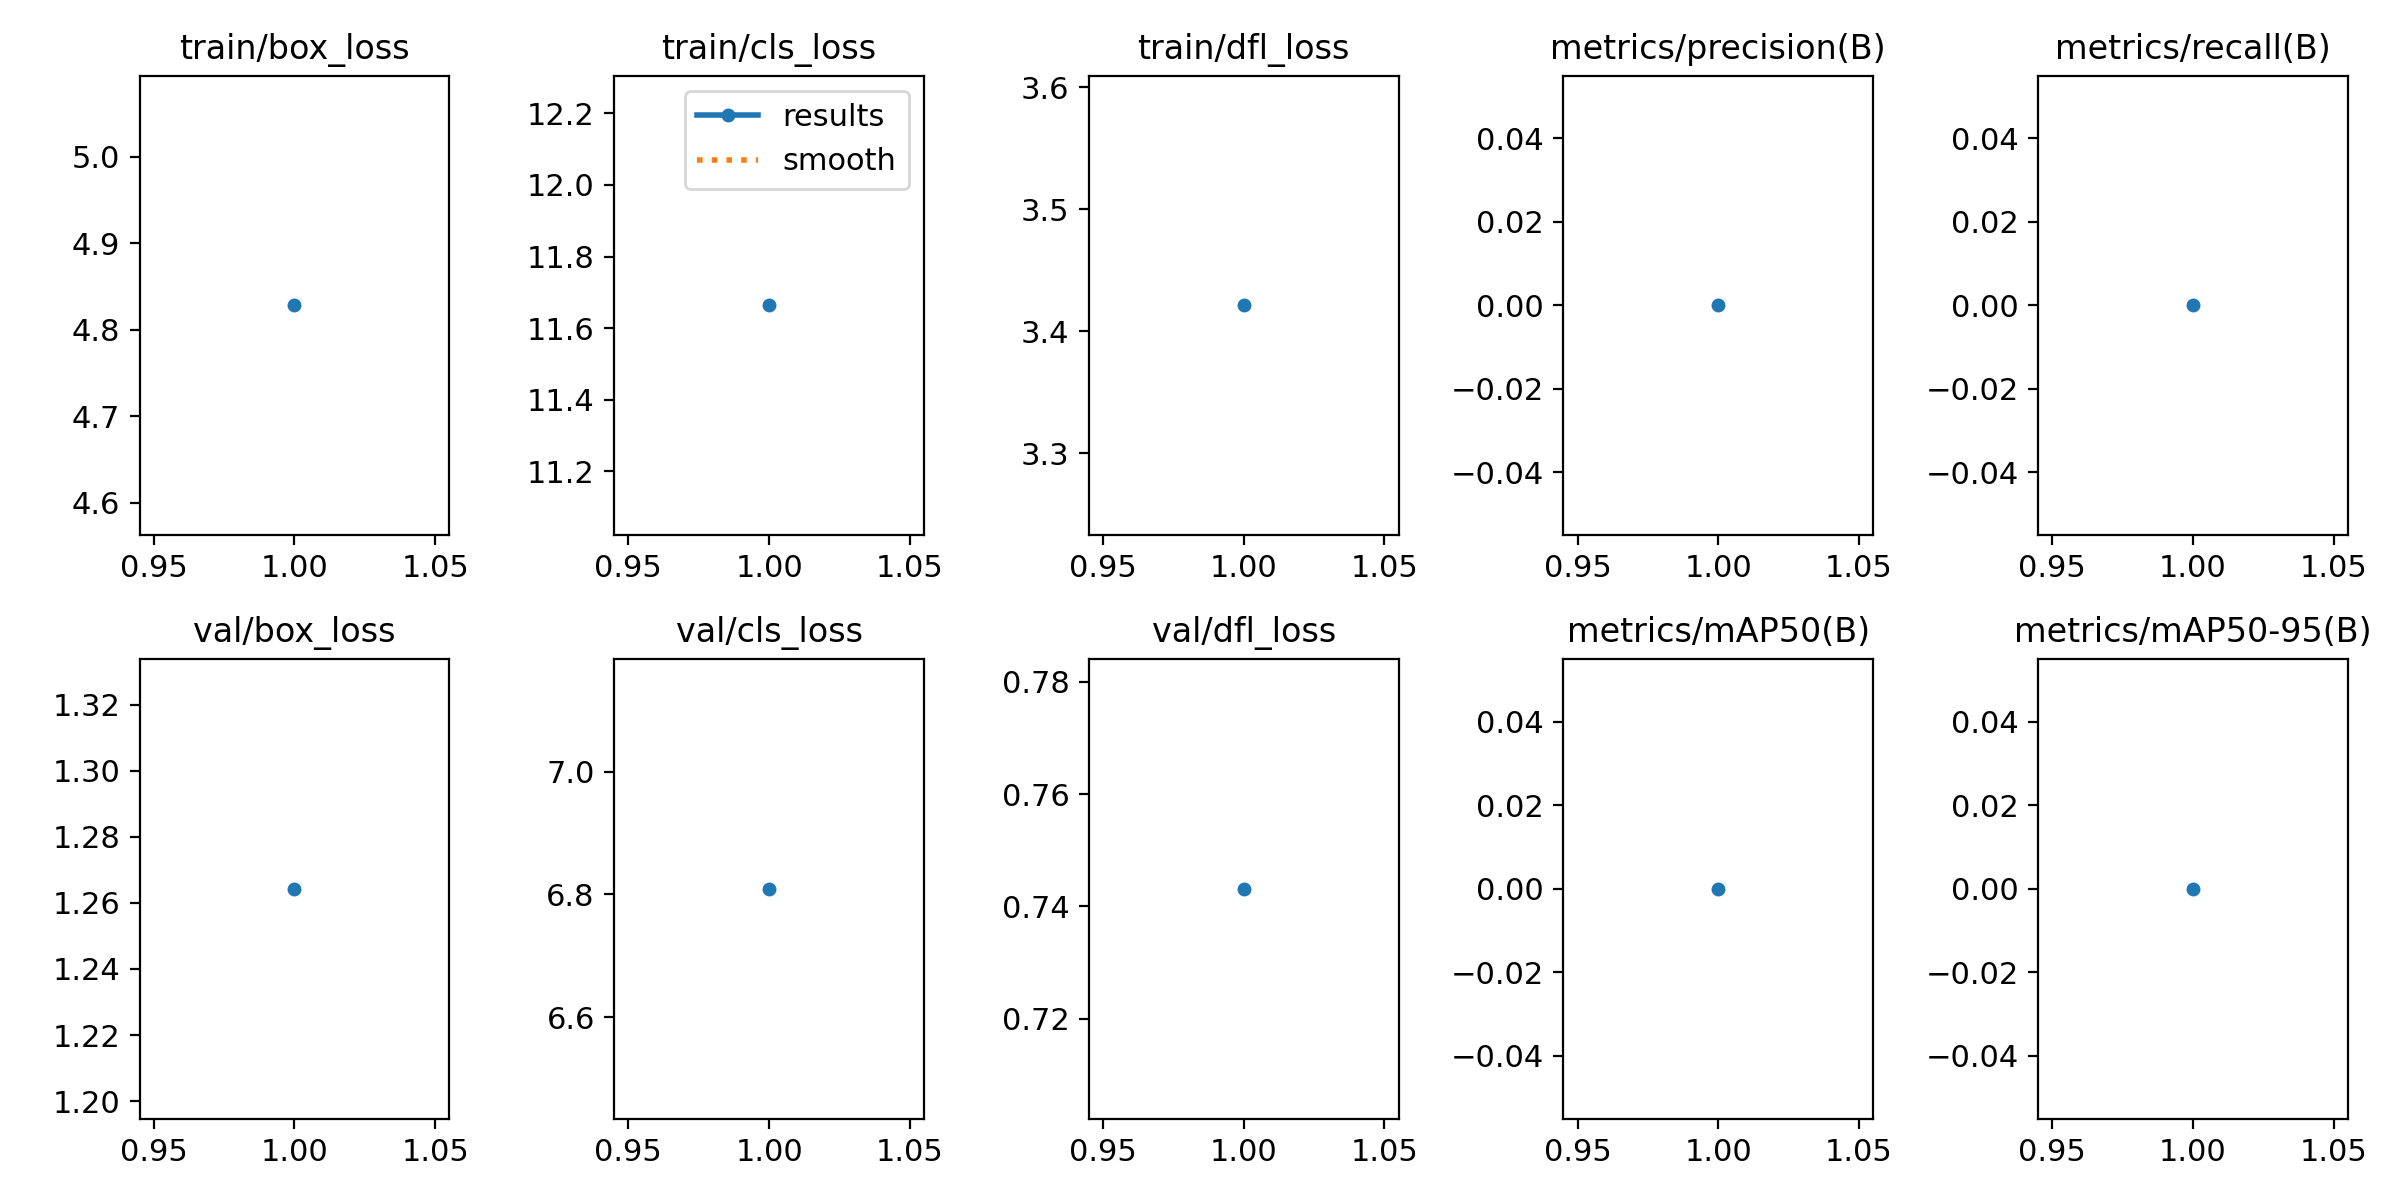 train/box_loss
train/cls_loss
train/dfl_loss
metrics/precision(B)
metrics/recall(B)
5.0
4.9
4.8
4.7
4.6
0.95 1.00 1.05
results
smooth
12.2
12.0
11.8
11.6
11.4
11.2
0.95 1.00 1.05
3.6
3.5
3.4
3.3
0.95 1.00 1.05
0.04
0.02
0.00
−0.02
−0.04
0.95 1.00 1.05
0.04
0.02
0.00
−0.02
−0.04
0.95 1.00 1.05
val/box_loss
val/cls_loss
val/dfl_loss
metrics/mAP50(B)
metrics/mAP50-95(B)
1.32
1.30
1.28
1.26
1.24
1.22
1.20
0.95 1.00 1.05
7.0
6.8
6.6
0.95 1.00 1.05
0.78
0.76
0.74
0.72
0.95 1.00 1.05
0.04
0.02
0.00
−0.02
−0.04
0.95 1.00 1.05
0.04
0.02
0.00
−0.02
−0.04
0.95 1.00 1.05